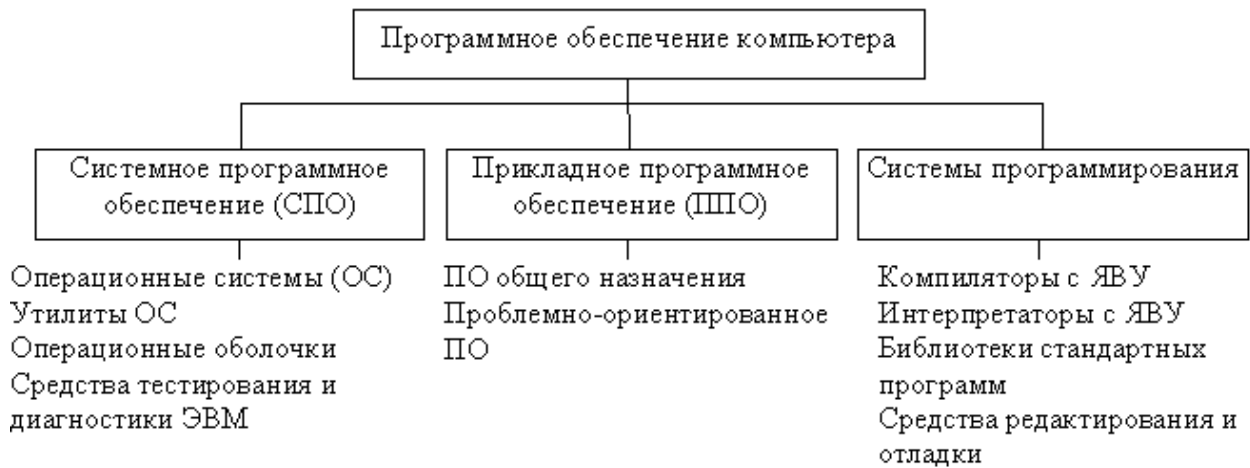 Программное обеспечение компьютера
Системное программное
обеспечение (СПО)
Прикладное программное
обеспечение (ППО)
Системы программирования
Операционные системы (ОС)
Утилиты ОС
Операционные оболочки
Средства тестирования и
диагностики ЭВМ
ПО общего назначения
Проблемно-ориентированное
ПО
Компиляторы с ЯВУ
Интерпретаторы с ЯВУ
Библиотеки стандартных
программ
Средства редактирования и
отладки